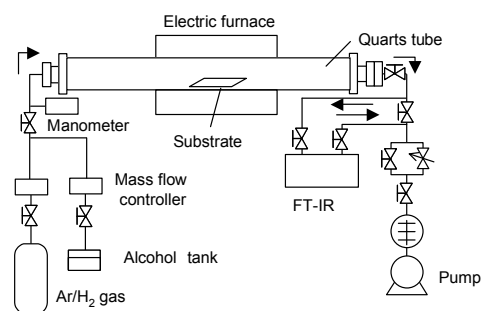 Electric furnace
Quarts tube
Manometer
Substrate
Mass flow
controller
FT-IR
Alcohol tank
Pump
Ar/H₂ gas